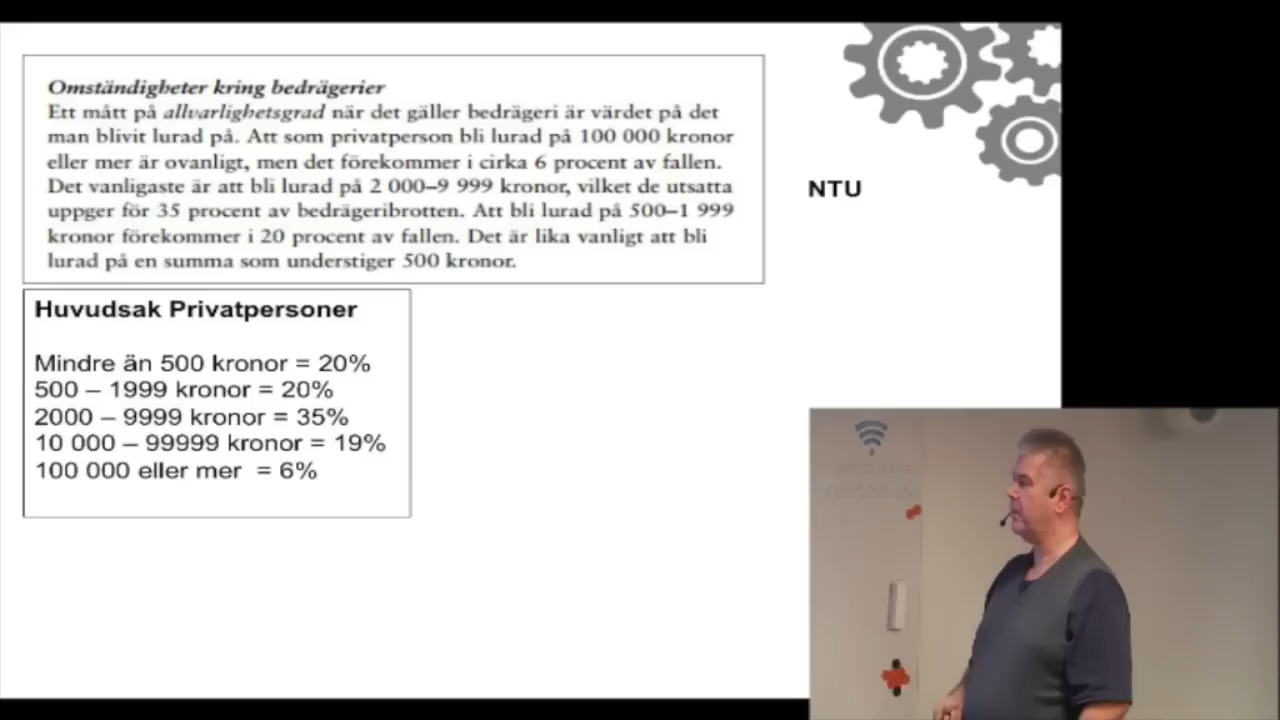 Omständigheter kring bedrägerier
Ett mått på allvarlighetsgrad när det gäller bedrägeri är värdet på det
man blivit lurad på. Att som privatperson bli lurad på 100 000 kronor
eller mer är ovanligt, men det förekommer i cirka 6 procent av fallen.
Det vanligaste är att bli lurad på 2 000–9 999 kronor, vilket de utsatta
uppger för 35 procent av bedrägeribrotten. Att bli lurad på 500–1 999
kronor förekommer i 20 procent av fallen. Det är lika vanligt att bli
lurad på en summa som understiger 500 kronor.
NTU
Huvudsak Privatpersoner
Mindre än 500 kronor = 20%
500 – 1999 kronor = 20%
2000 – 9999 kronor = 35%
10 000 – 99999 kronor = 19%
100 000 eller mer = 6%